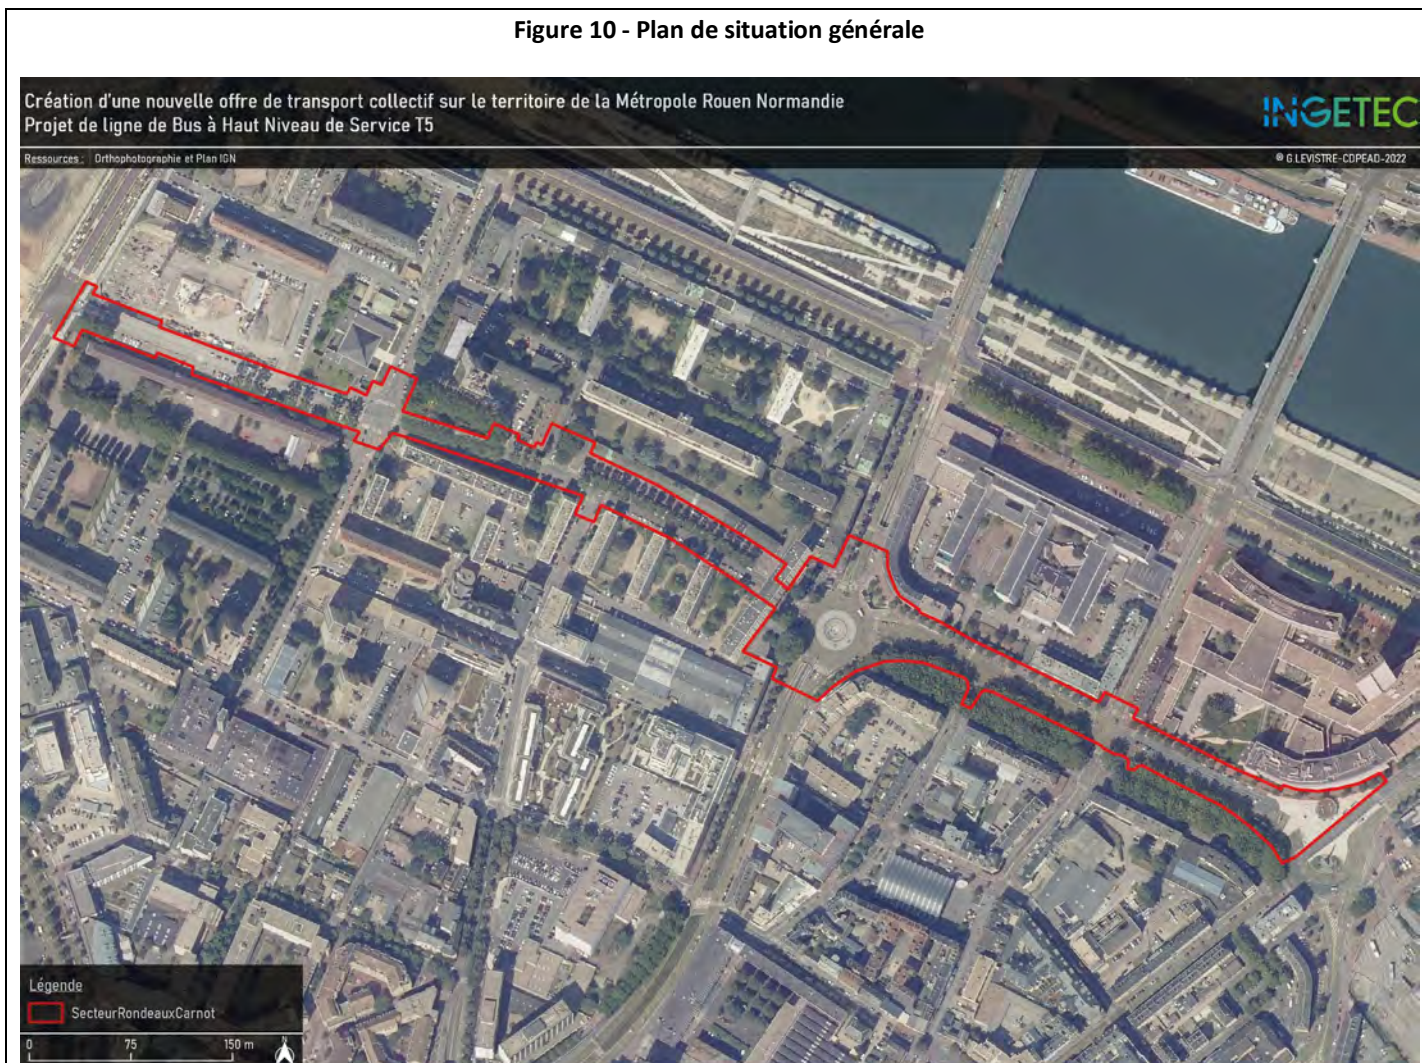 Figure 10 - Plan de situation générale
Création d'une nouvelle offre de transport collectif sur le territoire de la Métropole Rouen Normandie
Projet de ligne de Bus à Haut Niveau de Service T5
INGETEC
Ressources : Orthophotographie et Plan IGN
© G.LEVISTRE-CDPEAD-2022
Légende
SecteurRondeauxCarnot
0 75 150 m
N